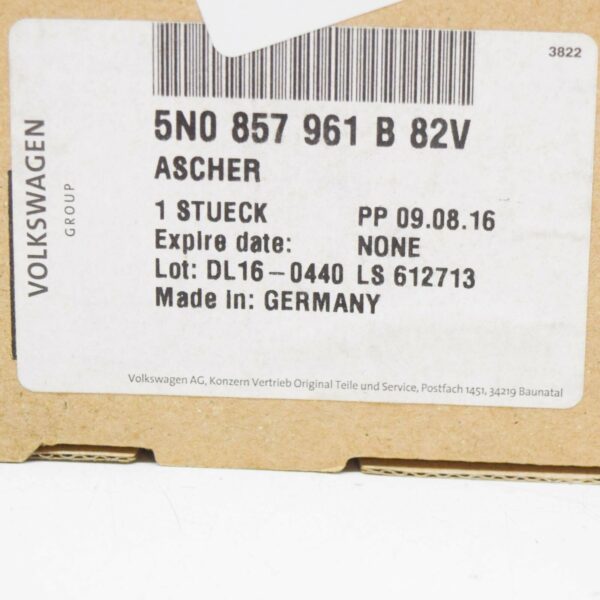 3822
VOLKSWAGEN
GROUP
5N0 857 961 B 82V
ASCHER
1 STUECK PP 09.08.16
Expire date: NONE
Lot: DL16-0440 LS 612713
Made in: GERMANY
Volkswagen AG, Konzern Vertrieb Original Teile und Service, Postfach 1451, 34219 Baunatal